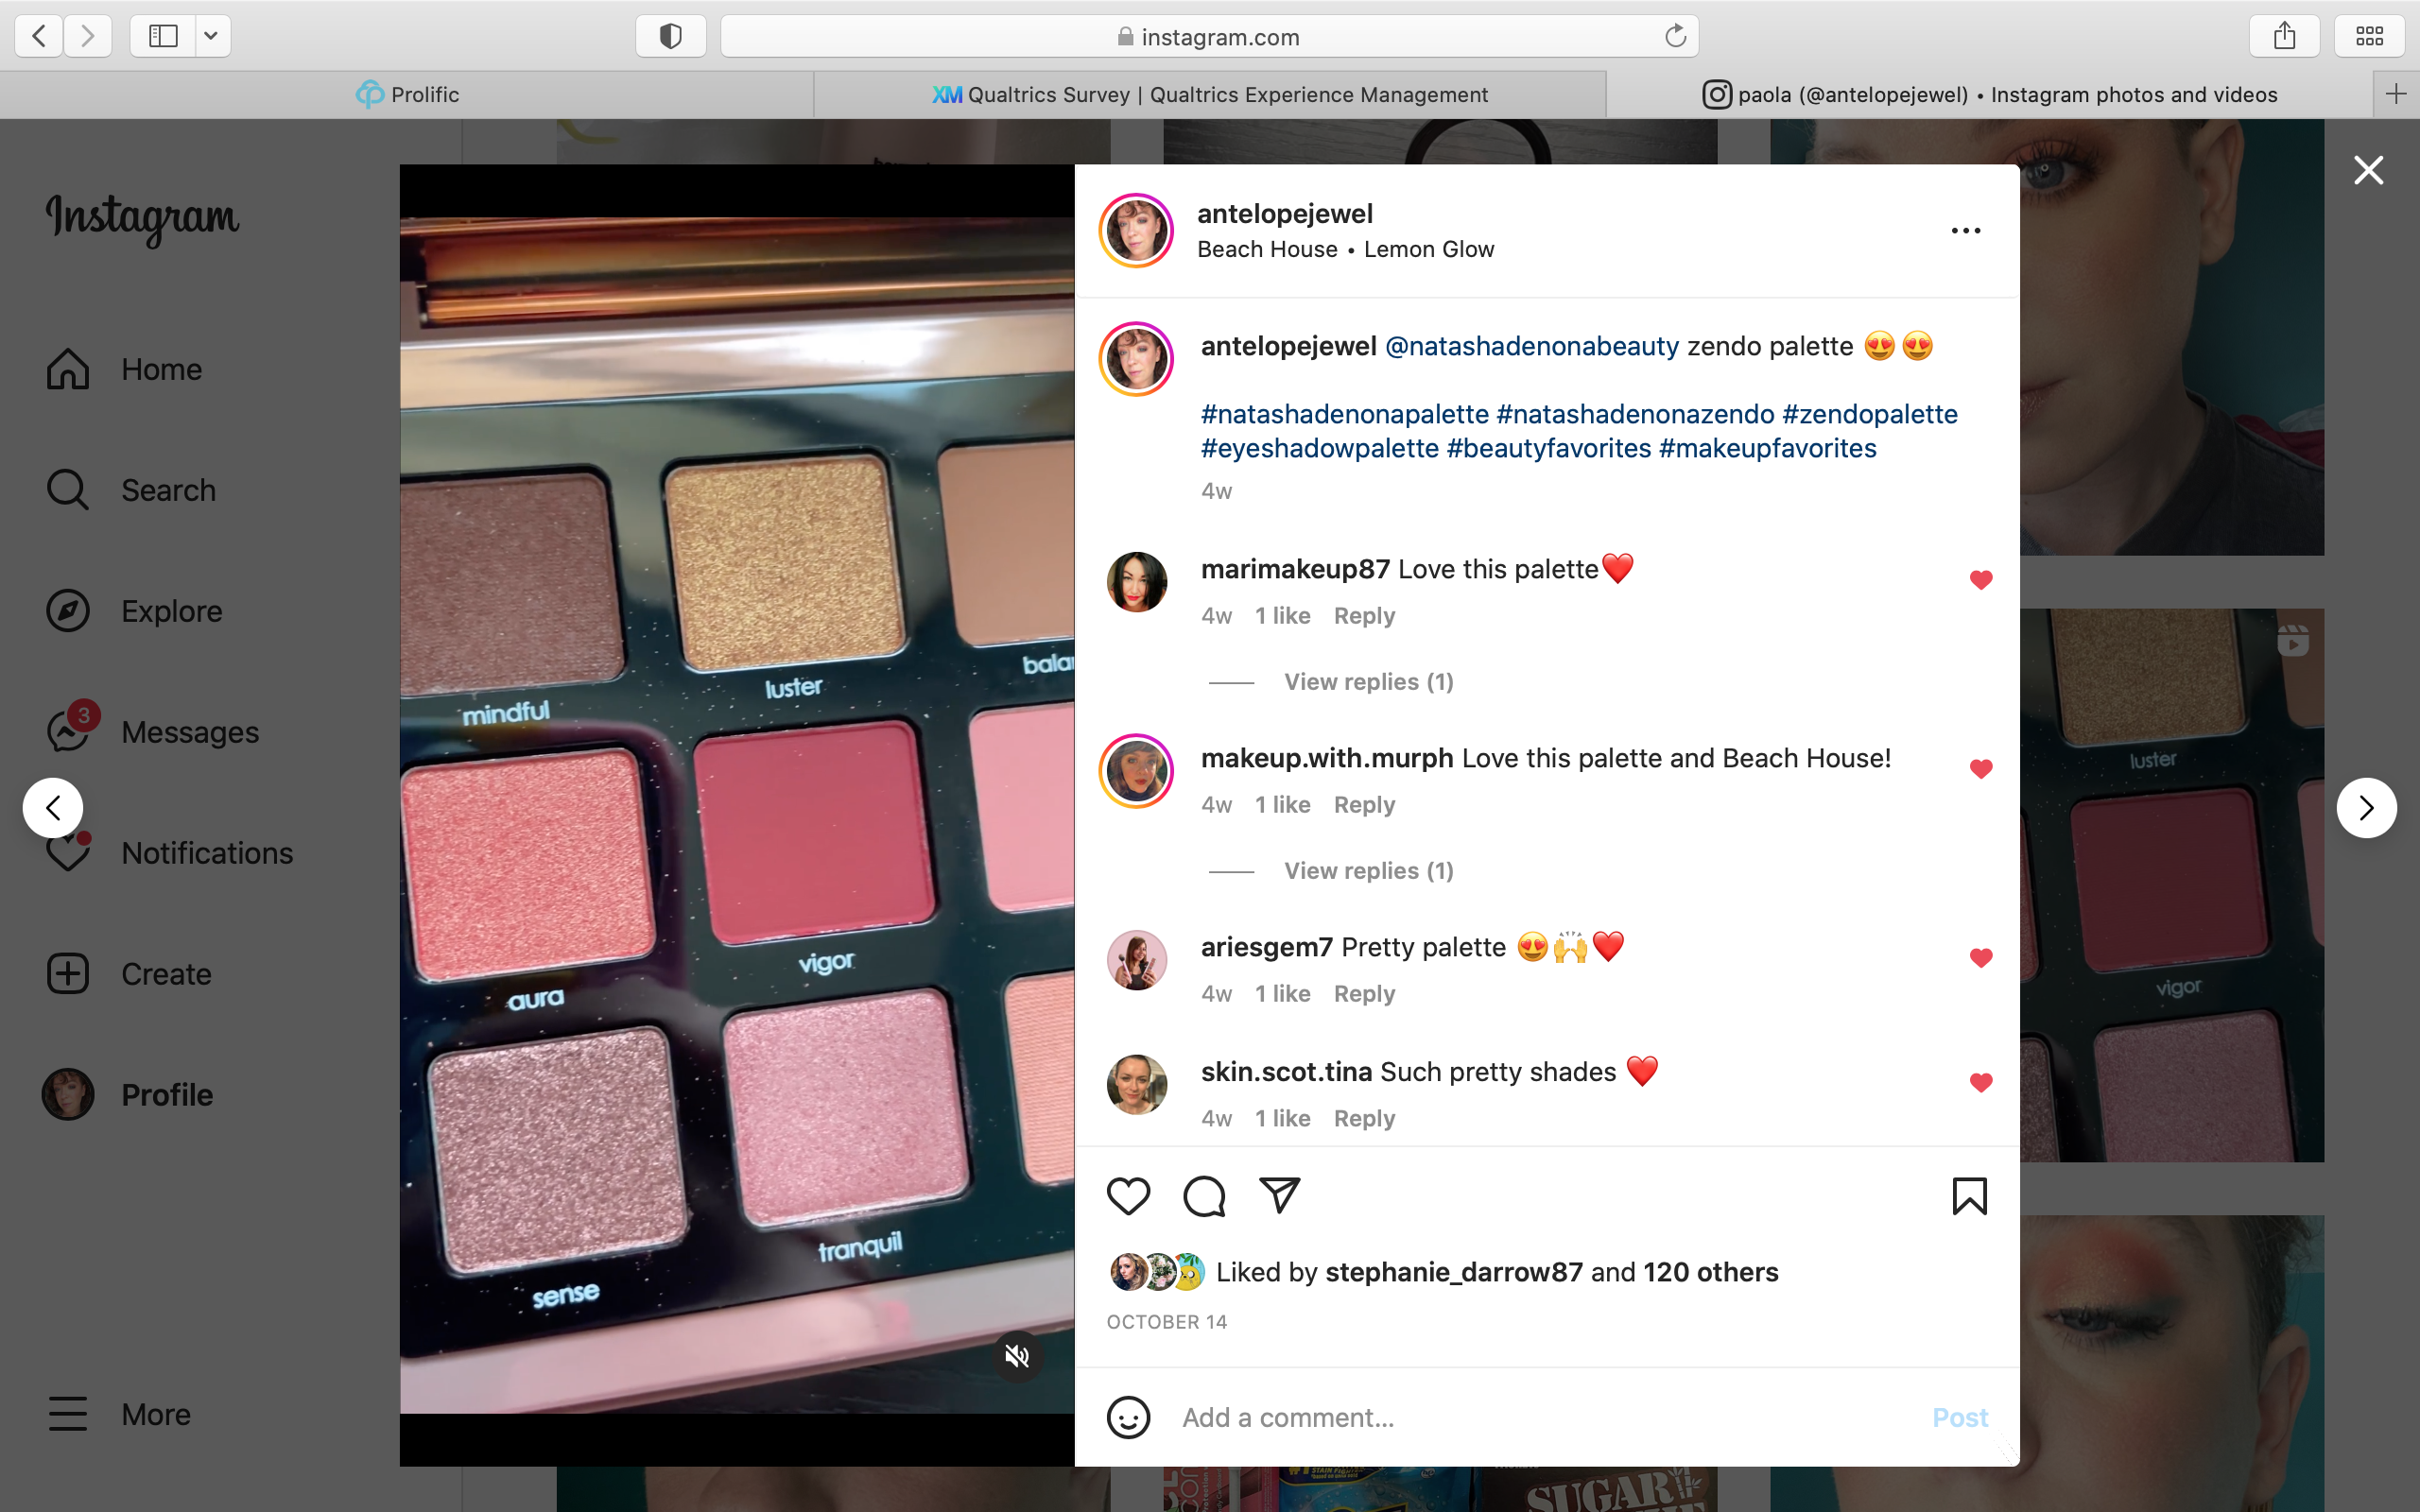 instagram.com
Prolific
XM Qualtrics Survey | Qualtrics Experience Management
paola (@antelopejewel) • Instagram photos and videos
Instagram
Home
Search
Explore
3
Messages
Notifications
Create
Profile
More
mindful
luster
aura
vigor
sense
tranquil
antelopejewel
Beach House • Lemon Glow
antelopejewel @natashadenonabeauty zendo palette 😍😍
#natashadenonapalette #natashadenonazendo #zendopalette
#eyeshadowpalette #beautyfavorites #makeupfavorites
4w
marimakeup87 Love this palette❤️
4w 1 like Reply
View replies (1)
makeup.with.murph Love this palette and Beach House!
4w 1 like Reply
View replies (1)
ariesgem7 Pretty palette 😍🙌❤️
4w 1 like Reply
skin.scot.tina Such pretty shades ❤️
4w 1 like Reply
Liked by stephanie_darrow87 and 120 others
OCTOBER 14
Add a comment...
Post
luster
vigor
SUGAR